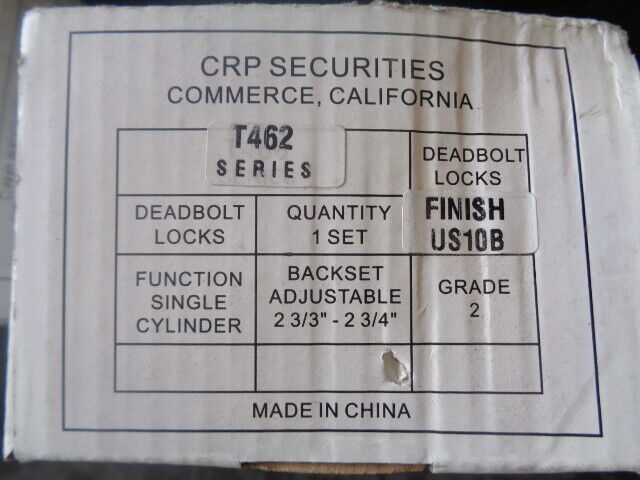 CRP SECURITIES
COMMERCE, CALIFORNIA
T462
SERIES
DEADBOLT
LOCKS
DEADBOLT
LOCKS
QUANTITY
1 SET
FINISH
US10B
FUNCTION
SINGLE
CYLINDER
BACKSET
ADJUSTABLE
2 3/3" - 2 3/4"
GRADE
2
MADE IN CHINA